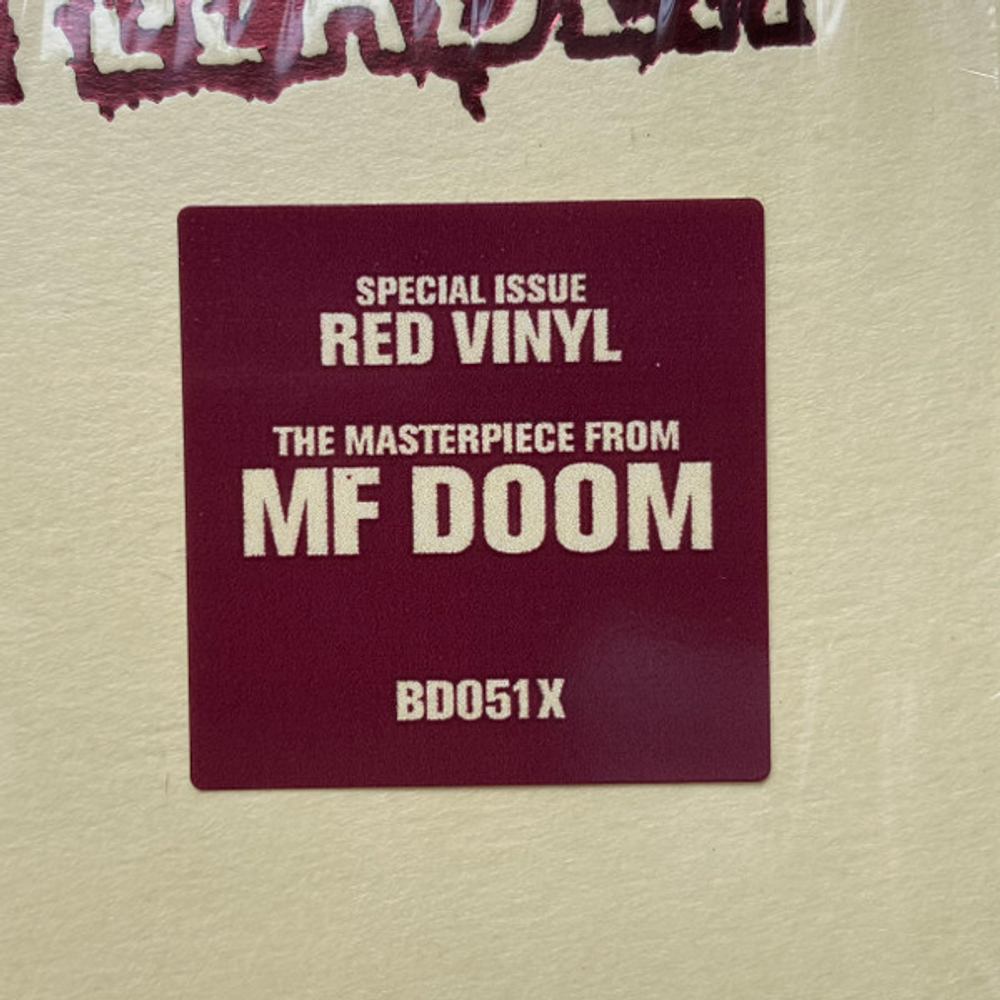 SPECIAL ISSUE
RED VINYL
THE MASTERPIECE FROM
MF DOOM
BD051X